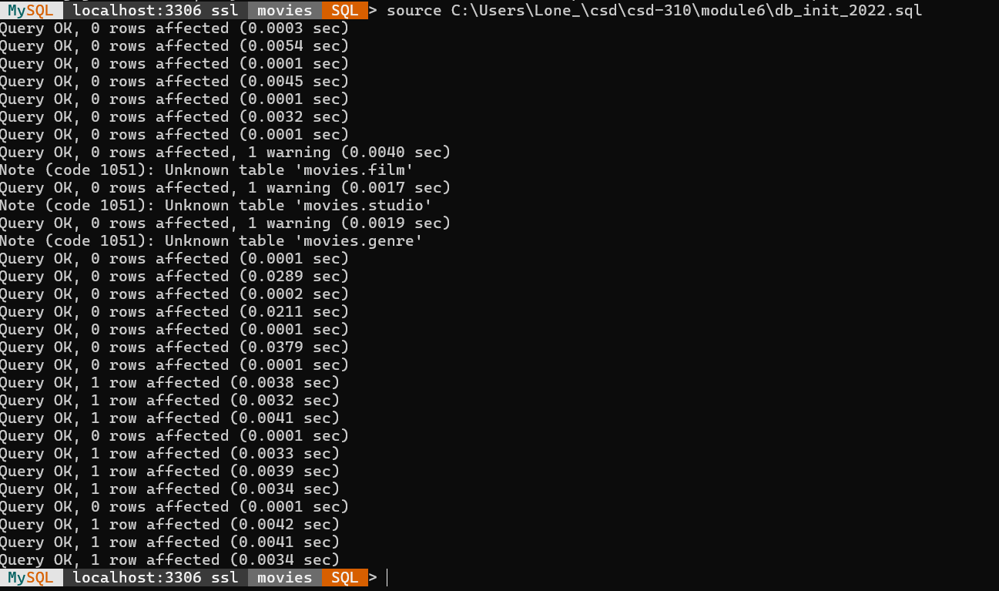 MySQL localhost:3306 ssl movies SQL > source C:\Users\Lone_\csd\csd-310\module6\db_init_2022.sql
Query OK, 0 rows affected (0.0003 sec)
Query OK, 0 rows affected (0.0054 sec)
Query OK, 0 rows affected (0.0001 sec)
Query OK, 0 rows affected (0.0045 sec)
Query OK, 0 rows affected (0.0001 sec)
Query OK, 0 rows affected (0.0032 sec)
Query OK, 0 rows affected (0.0001 sec)
Query OK, 0 rows affected, 1 warning (0.0040 sec)
Note (code 1051): Unknown table 'movies.film'
Query OK, 0 rows affected, 1 warning (0.0017 sec)
Note (code 1051): Unknown table 'movies.studio'
Query OK, 0 rows affected, 1 warning (0.0019 sec)
Note (code 1051): Unknown table 'movies.genre'
Query OK, 0 rows affected (0.0001 sec)
Query OK, 0 rows affected (0.0289 sec)
Query OK, 0 rows affected (0.0002 sec)
Query OK, 0 rows affected (0.0211 sec)
Query OK, 0 rows affected (0.0001 sec)
Query OK, 0 rows affected (0.0379 sec)
Query OK, 0 rows affected (0.0001 sec)
Query OK, 1 row affected (0.0038 sec)
Query OK, 1 row affected (0.0032 sec)
Query OK, 1 row affected (0.0041 sec)
Query OK, 0 rows affected (0.0001 sec)
Query OK, 1 row affected (0.0033 sec)
Query OK, 1 row affected (0.0039 sec)
Query OK, 1 row affected (0.0034 sec)
Query OK, 0 rows affected (0.0001 sec)
Query OK, 1 row affected (0.0042 sec)
Query OK, 1 row affected (0.0041 sec)
Query OK, 1 row affected (0.0034 sec)
MySQL localhost:3306 ssl movies SQL >